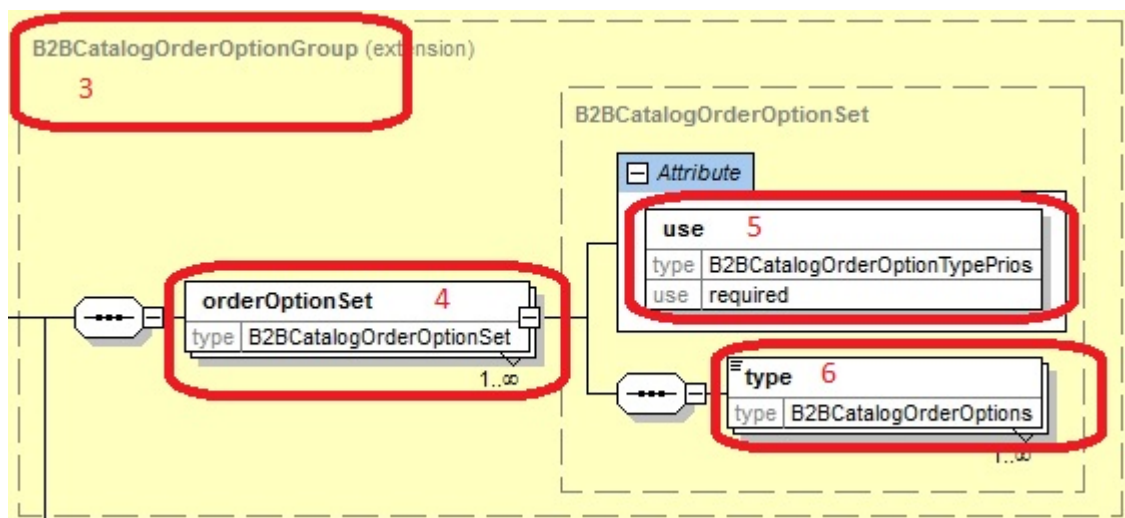 B2BCatalogOrderOptionGroup (extension)
3
B2BCatalogOrderOptionSet
Attribute
use 5
type B2BCatalogOrderOptionTypePrios
use required
orderOptionSet 4
type B2BCatalogOrderOptionSet
1..∞
type 6
type B2BCatalogOrderOptions
1..∞